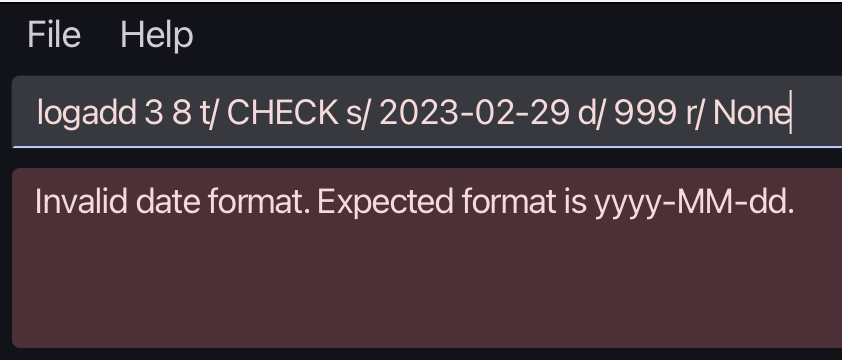 File Help
logadd 3 8 t/ CHECK s/ 2023-02-29 d/ 999 r/ None
Invalid date format. Expected format is yyyy-MM-dd.